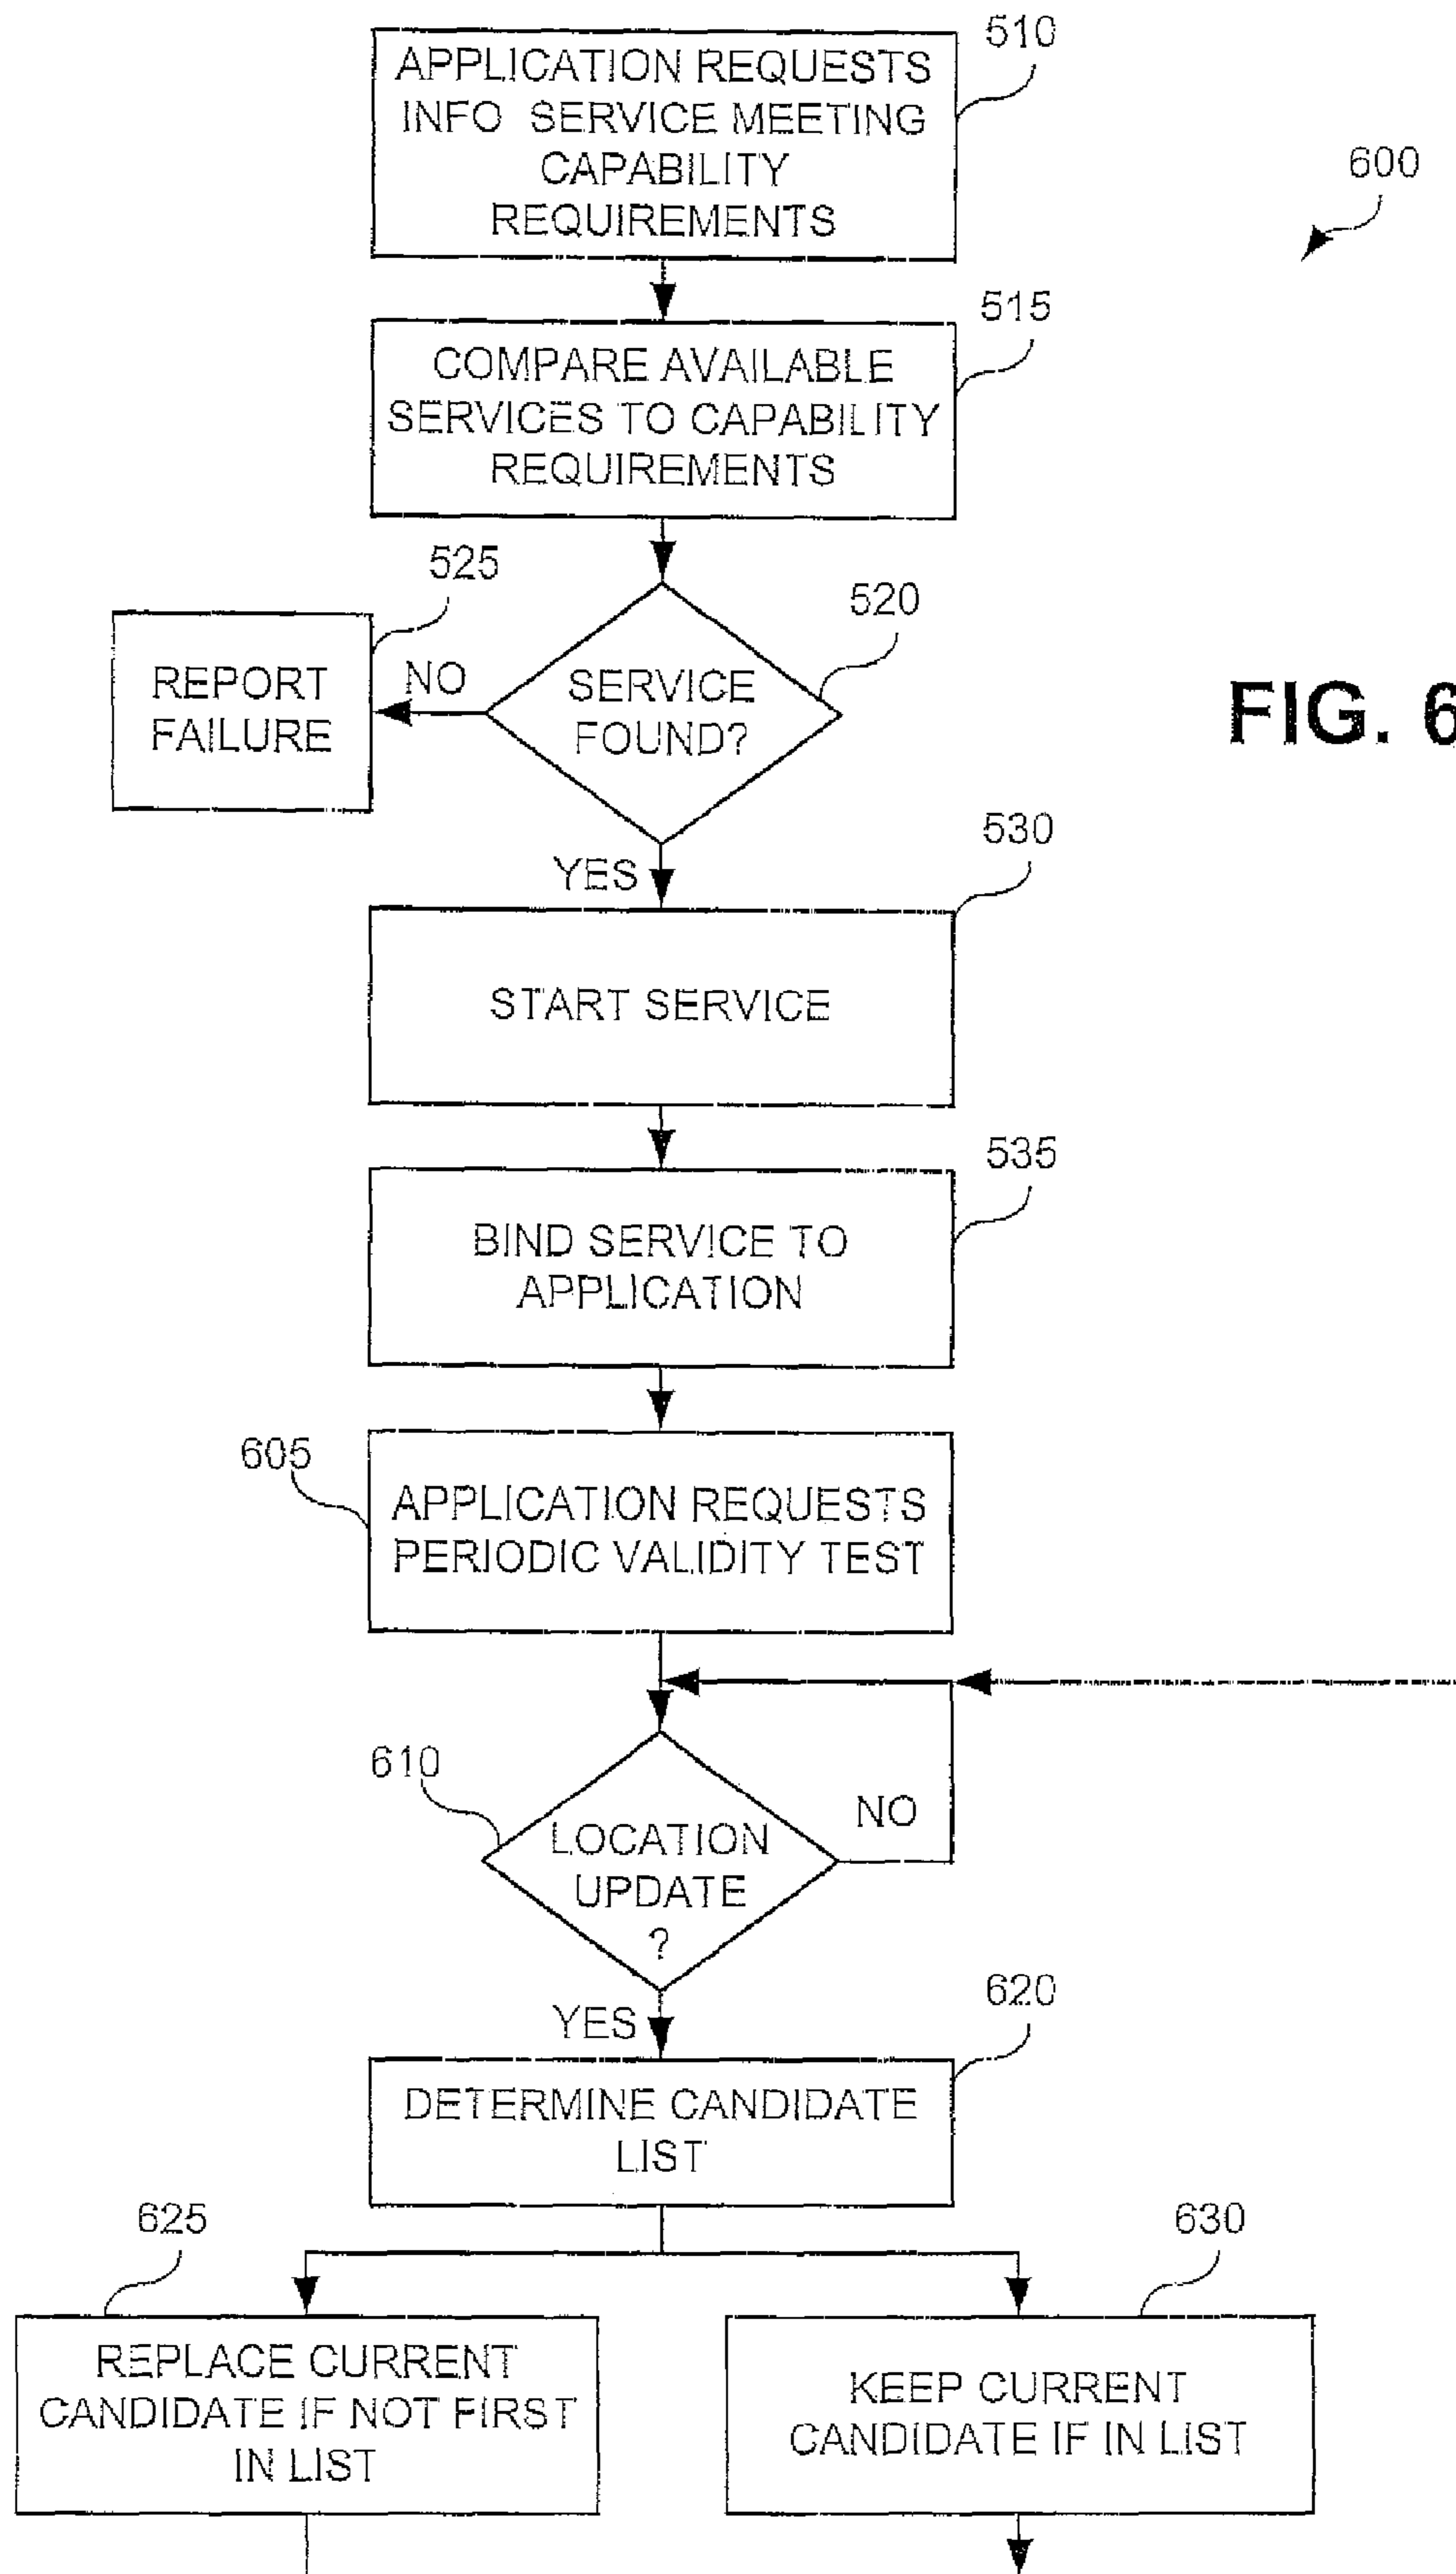 510
APPLICATION REQUESTS
INFO SERVICE MEETING
CAPABILITY
REQUIREMENTS
600
515
COMPARE AVAILABLE
SERVICES TO CAPABILITY
REQUIREMENTS
525
520
REPORT
FAILURE
NO
SERVICE
FOUND?
FIG. 6
YES
530
START SERVICE
535
BIND SERVICE TO
APPLICATION
605
APPLICATION REQUESTS
PERIODIC VALIDITY TEST
610
NO
LOCATION
UPDATE
?
YES
620
DETERMINE CANDIDATE
LIST
625
630
REPLACE CURRENT
CANDIDATE IF NOT FIRST
IN LIST
KEEP CURRENT
CANDIDATE IF IN LIST